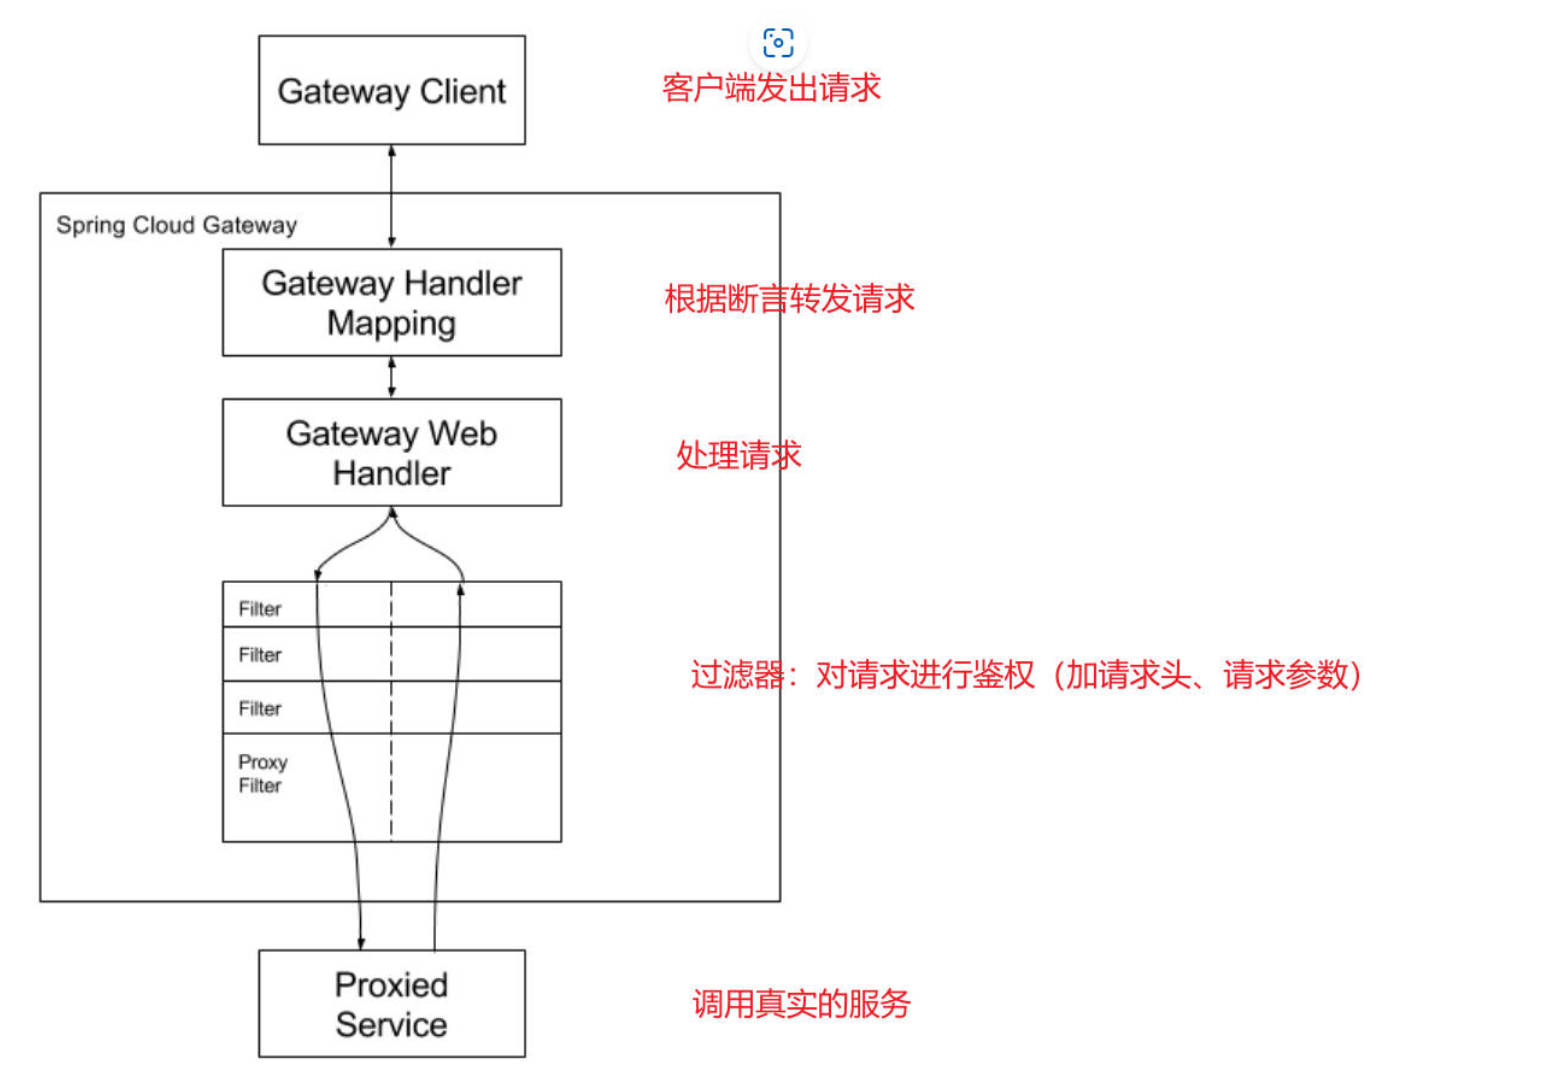 Gateway Client
客户端发出请求
Spring Cloud Gateway
Gateway Handler
Mapping
根据断言转发请求
Gateway Web
Handler
处理请求
Filter
Filter
过滤器：对请求进行鉴权（加请求头、请求参数）
Filter
Proxy
Filter
Proxied
Service
调用真实的服务